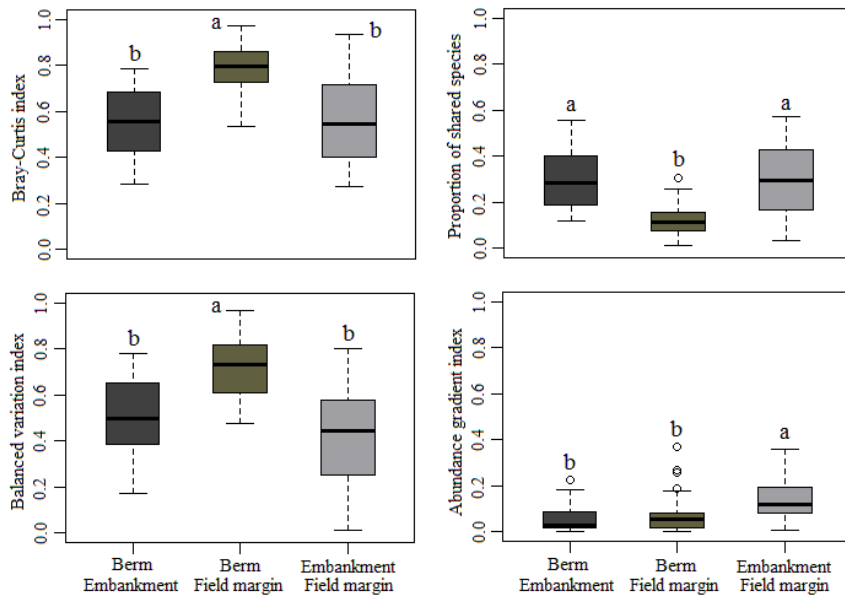 Bray-Curtis index
0.0 0.2 0.4 0.6 0.8 1.0
b
a
b
Proportion of shared species
0.0 0.2 0.4 0.6 0.8 1.0
a
b
a
Balanced variation index
0.0 0.2 0.4 0.6 0.8 1.0
b
a
b
Berm
Embankment
Berm
Field margin
Embankment
Field margin
Abundance gradient index
0.0 0.2 0.4 0.6 0.8 1.0
b
b
a
Berm
Embankment
Berm
Field margin
Embankment
Field margin